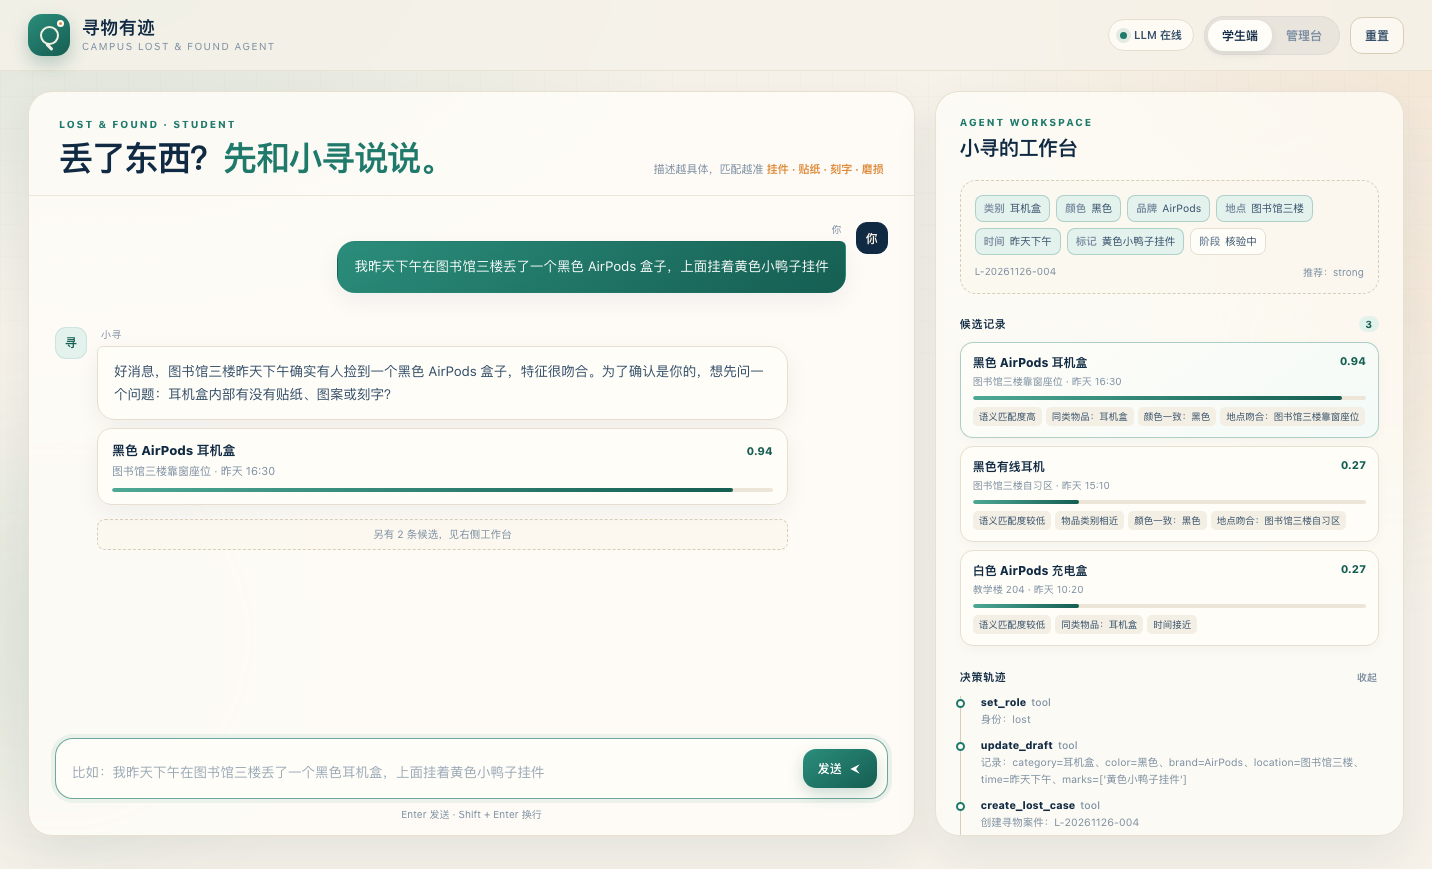 寻物有迹
CAMPUS LOST & FOUND AGENT
LLM 在线
学生端
管理台
重置
LOST & FOUND · STUDENT
丢了东西？先和小寻说说。
描述越具体，匹配越准 挂件 · 贴纸 · 刻字 · 磨损
你
你
我昨天下午在图书馆三楼丢了一个黑色 AirPods 盒子，上面挂着黄色小鸭子挂件
寻
小寻
好消息，图书馆三楼昨天下午确实有人捡到一个黑色 AirPods 盒子，特征很吻合。为了确认是你的，想先问一
个问题：耳机盒内部有没有贴纸、图案或刻字?
黑色 AirPods 耳机盒
0.94
图书馆三楼靠窗座位 · 昨天 16:30
另有 2 条候选，见右侧工作台
比如：我昨天下午在图书馆三楼丢了一个黑色耳机盒，上面挂着黄色小鸭子挂件
发送
Enter 发送 · Shift + Enter 换行
AGENT WORKSPACE
小寻的工作台
类别 耳机盒
颜色 黑色
品牌 AirPods
地点 图书馆三楼
时间 昨天下午
标记 黄色小鸭子挂件
阶段 核验中
L-20261126-004
推荐：strong
候选记录
3
黑色 AirPods 耳机盒
0.94
图书馆三楼靠窗座位 · 昨天 16:30
语义匹配度高
同类物品：耳机盒
颜色一致：黑色
地点吻合：图书馆三楼靠窗座位
黑色有线耳机
0.27
图书馆三楼自习区 · 昨天 15:10
语义匹配度较低
物品类别相近
颜色一致：黑色
地点吻合：图书馆三楼自习区
白色 AirPods 充电盒
0.27
教学楼 204 · 昨天 10:20
语义匹配度较低
同类物品：耳机盒
时间接近
决策轨迹
收起
set_role tool
身份：lost
update_draft tool
记录：category=耳机盒、color=黑色、brand=AirPods、location=图书馆三楼、
time=昨天下午、marks=['黄色小鸭子挂件']
create_lost_case tool
创建寻物案件：L-20261126-004